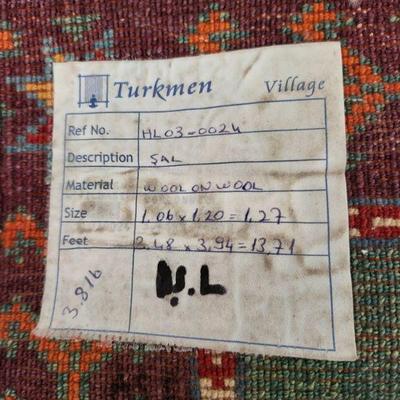 Turkmen Village
Ref No. HL03-0024
Description SAL
Material WOOL ON WOOL
Size 1.06 x 1.20 = 1.27
Feet 3.48 x 3.94 = 13.71
3.816